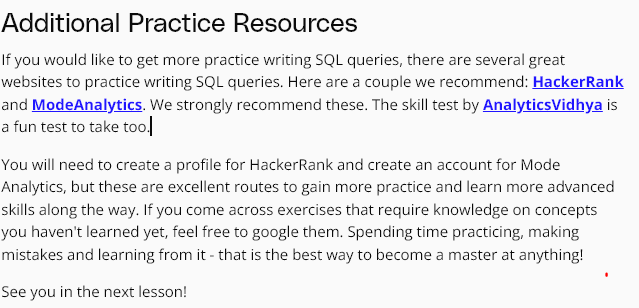 Additional Practice Resources
If you would like to get more practice writing SQL queries, there are several great
websites to practice writing SQL queries. Here are a couple we recommend: HackerRank
and ModeAnalytics. We strongly recommend these. The skill test by AnalyticsVidhya is
a fun test to take too.
You will need to create a profile for HackerRank and create an account for Mode
Analytics, but these are excellent routes to gain more practice and learn more advanced
skills along the way. If you come across exercises that require knowledge on concepts
you haven't learned yet, feel free to google them. Spending time practicing, making
mistakes and learning from it - that is the best way to become a master at anything!
See you in the next lesson!